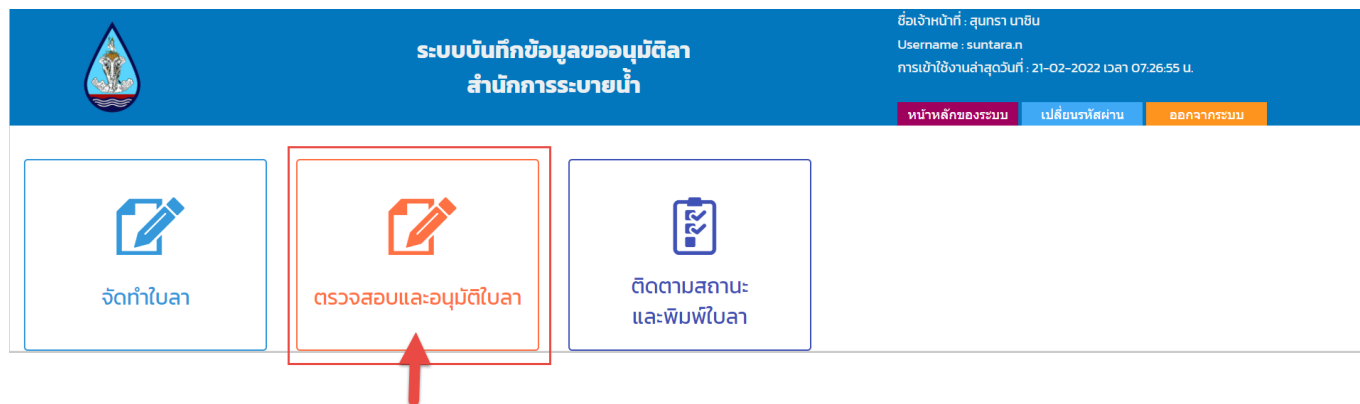 ระบบบันทึกข้อมูลขออนุมัติลา
สำนักการระบายน้ำ
ชื่อเจ้าหน้าที่ : สุนทรา นาชิน
Username : suntara.n
การเข้าใช้งานล่าสุดวันที่ : 21-02-2022 เวลา 07:26:55 น.
หน้าหลักของระบบ
เปลี่ยนรหัสผ่าน
ออกจากระบบ
จัดทำใบลา
ตรวจสอบและอนุมัติใบลา
ติดตามสถานะ
และพิมพ์ใบลา